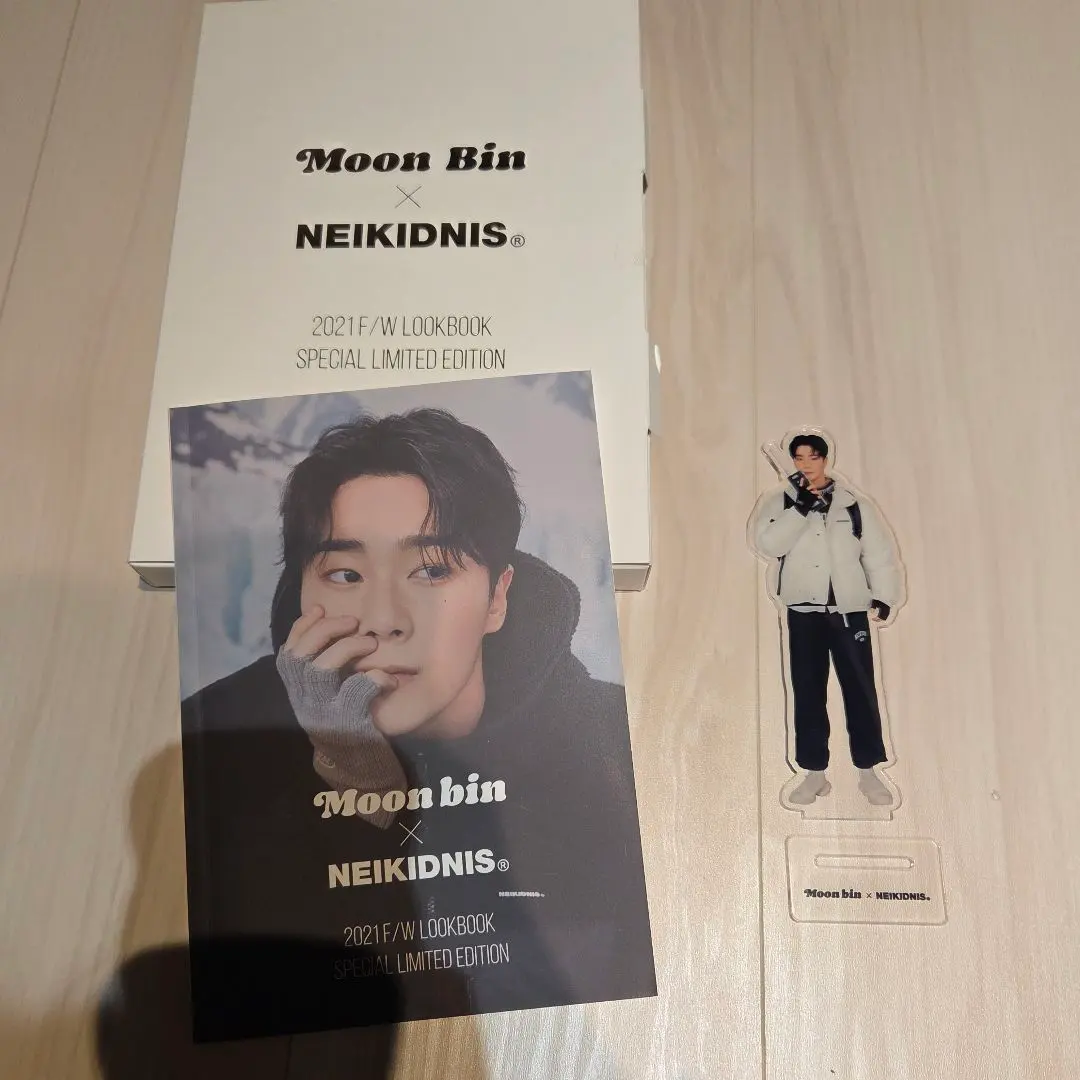 Moon Bin
×
NEIKIDNIS®
2021 F/W LOOKBOOK
SPECIAL LIMITED EDITION
Moon bin
×
NEIKIDNIS®
NEIKIDNIS®
2021 F/W LOOKBOOK
SPECIAL LIMITED EDITION
Moon bin × NEIKIDNIS®